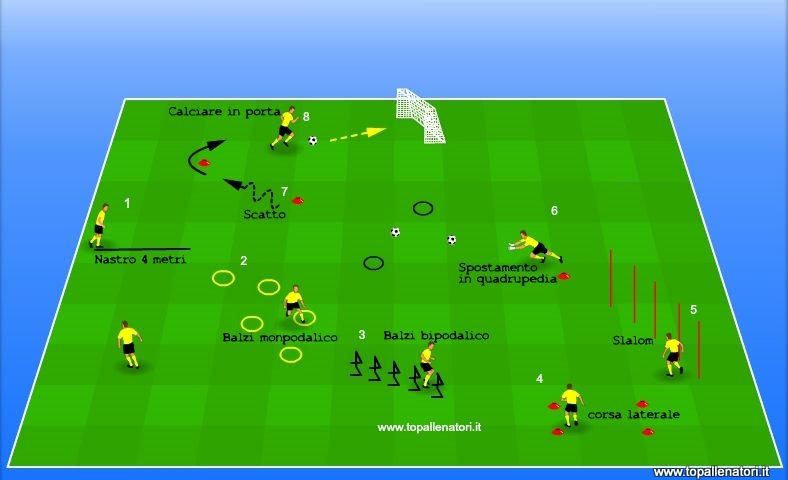 Calciare in porta
8
1
7
Scatto
Nastro 4 metri
6
2
Spostamento
in quadrupedia
5
Balzi monpodalico
3
Balzi bipodalico
Slalom
4
corsa laterale
www.topallenatori.it
www.topallenatori.it